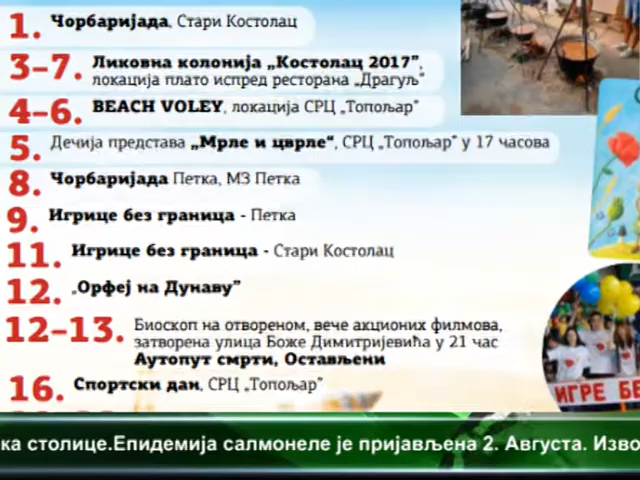 1. Чорбаријада, Стари Костолац
3–7. Ликовна колонија „Костолац 2017”,
локација плато испред ресторана „Драгуљ”
4–6. BEACH VOLEY, локација СРЦ „Топољар”
5. Дечија представа „Мрле и цврле“, СРЦ „Топољар” у 17 часова
8. Чорбаријада Петка, МЗ Петка
9. Игрице без граница - Петка
11. Игрице без граница - Стари Костолац
12. „Орфеј на Дунаву”
12–13. Биоскоп на отвореном, вече акционих филмова,
затворена улица Боже Димитријевића у 21 час
Аутопут смрти, Остављени
16. Спортски дан, СРЦ „Топољар”
ИГРЕ БЕ
ка столице.Епидемија салмонеле је пријављена 2. Августа. Изво